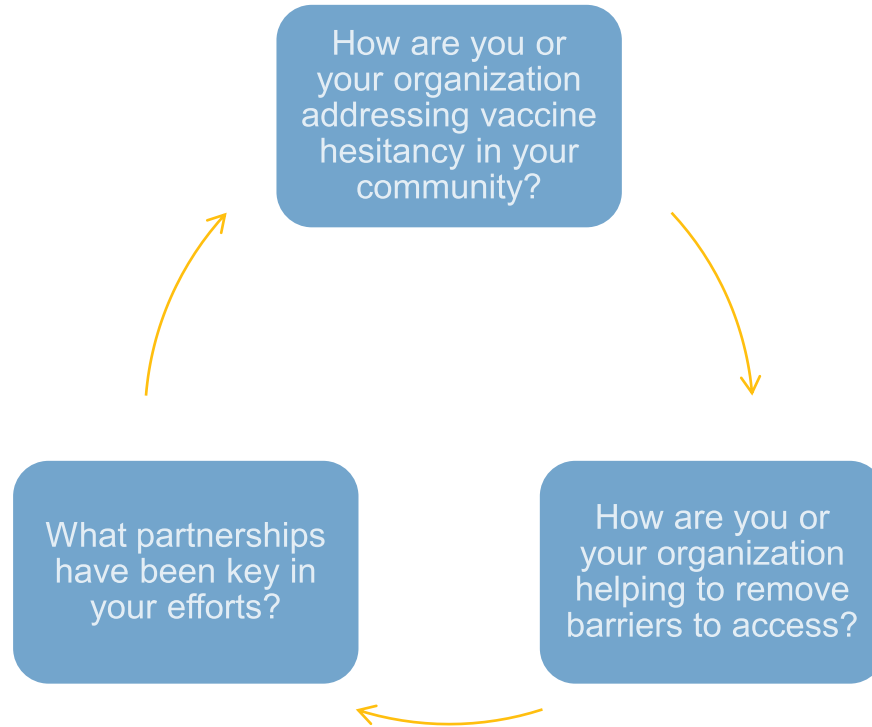 How are you or
your organization
addressing vaccine
hesitancy in your
community?
What partnerships
have been key in
your efforts?
How are you or
your organization
helping to remove
barriers to access?